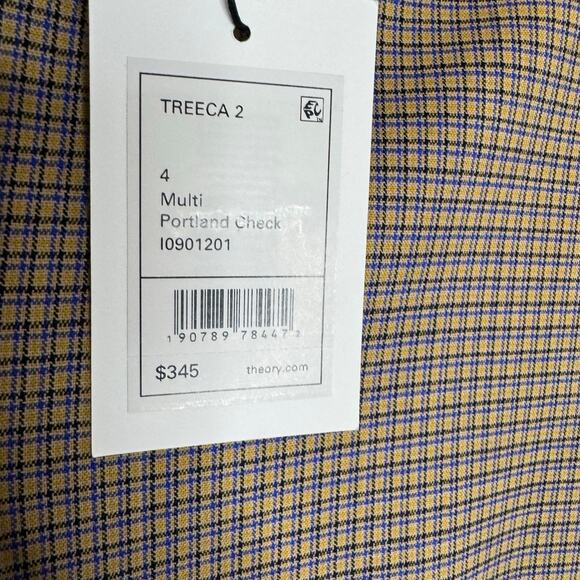 TREECA 2
4
Multi
Portland Check
I0901201
1 90789 78447 2
$345 theory.com